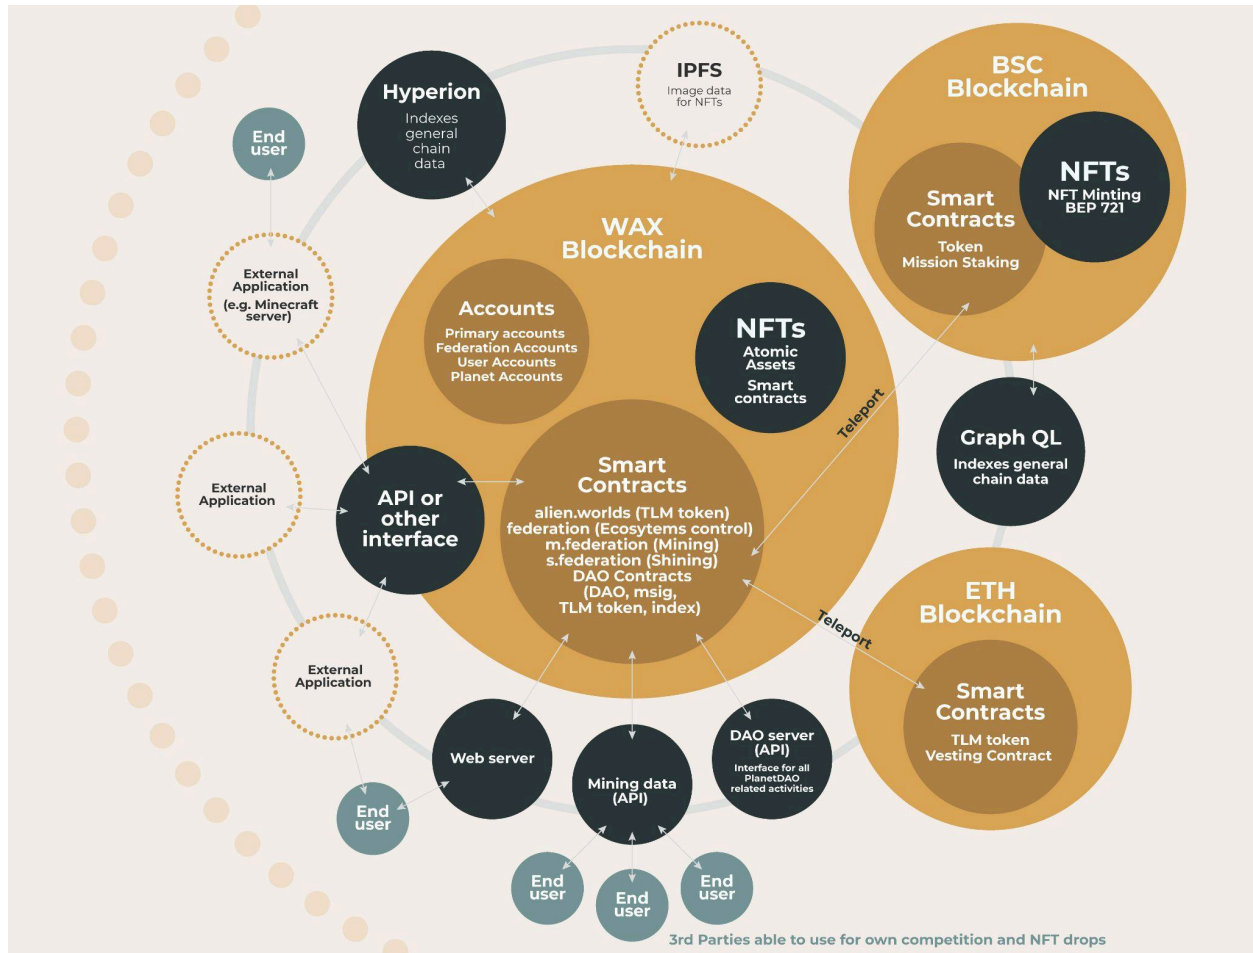 Hyperion
Indexes
general
chain
data
IPFS
Image data
for NFTs
BSC
Blockchain
NFTs
NFT Minting
BEP 721
Smart
Contracts
Token
Mission Staking
End
user
External
Application
(e.g. Minecraft
server)
WAX
Blockchain
Accounts
Primary accounts
Federation Accounts
User Accounts
Planet Accounts
NFTs
Atomic
Assets
Smart
contracts
Teleport
Graph QL
Indexes general
chain data
External
Application
API or
other
interface
Smart
Contracts
alien.worlds (TLM token)
federation (Ecosytems control)
m.federation (Mining)
s.federation (Shining)
DAO Contracts
(DAO, msig,
TLM token, index)
Teleport
ETH
Blockchain
Smart
Contracts
TLM token
Vesting Contract
External
Application
Web server
Mining data
(API)
DAO server
(API)
Interface for all
PlanetDAO
related activities
End
user
End
user
End
user
End
user
3rd Parties able to use for own competition and NFT drops